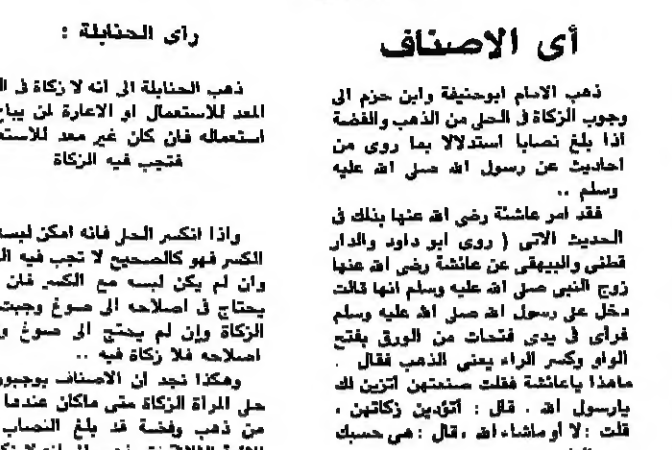 أى الاصناف
ذهب الامام ابوحنيفة وابن حزم الى
وجوب الزكاة فى الحلى من الذهب والفضة
اذا بلغ نصابا استدلالا بما روى من
احاديث عن رسول الله صلى الله عليه
وسلم ..
فقد امر عائشة رضى الله عنها بذلك فى
الحديث الاتى ( روى ابو داود والدار
قطنى والبيهقى عن عائشة رضى الله عنها
زوج النبى صلى الله عليه وسلم انها قالت
دخل على رسول الله صلى الله عليه وسلم
فرأى فى يدى فتحات من الورق بفتح
الواو وكسر الراء يعنى الذهب فقال .
ماهذا ياعائشة فقلت صنعتهن اتزين لك
يارسول الله . قال : أتؤدين زكاتهن ،
قلت : لا أو ماشاء الله ، قال : هى حسبك
رأى الحنابلة :
ذهب الحنابلة الى انه لا زكاة فى
المعد للاستعمال او الاعارة لمن يباح
استعماله فان كان غير معد للاستع
فتجب فيه الزكاة
واذا انكسر الحلى فانه امكن لبسه
الكسر فهو كالصحيح لا تجب فيه
وان لم يكن لبسه مع الكسر فان
يحتاج فى اصلاحه الى صوغ وجبت
الزكاة وإن لم يحتج الى صوغ و
اصلاحه فلا زكاة فيه ..
وهكذا نجد ان الاصناف يوجبور
حلى المرأة الزكاة متى ماكان عندها
من ذهب وفضة قد بلغ النصاب